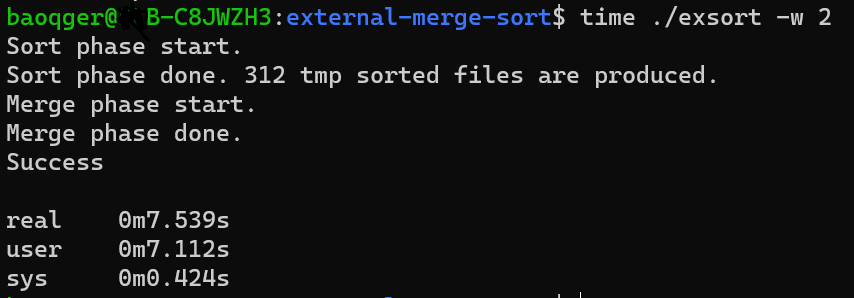 baoqger@ B-C8JWZH3:external-merge-sort$ time ./exsort -w 2
Sort phase start.
Sort phase done. 312 tmp sorted files are produced.
Merge phase start.
Merge phase done.
Success
real 0m7.539s
user 0m7.112s
sys 0m0.424s